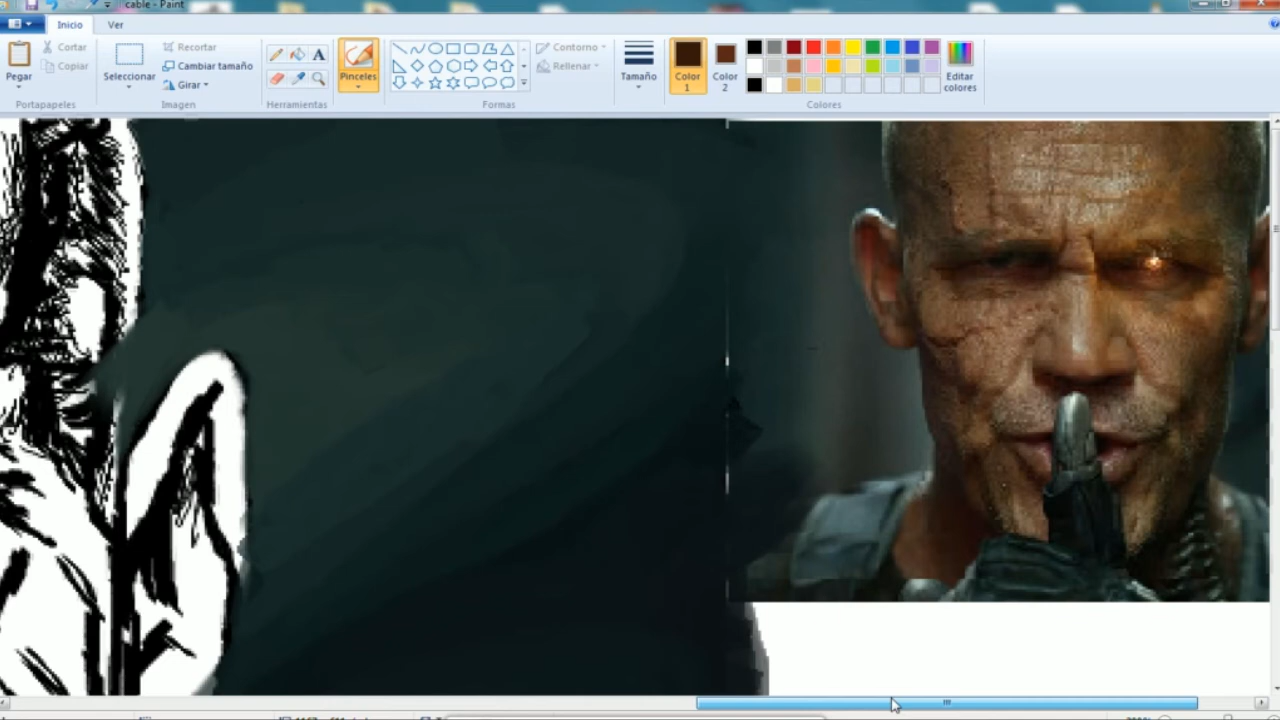 cable - Paint
Inicio Ver
Pegar
Cortar
Copiar
Portapapeles
Seleccionar
Recortar
Cambiar tamaño
Girar
Imagen
A
Herramientas
Pinceles
Contorno
Rellenar
Formas
Tamaño
Color
1
Color
2
Editar
colores
Colores